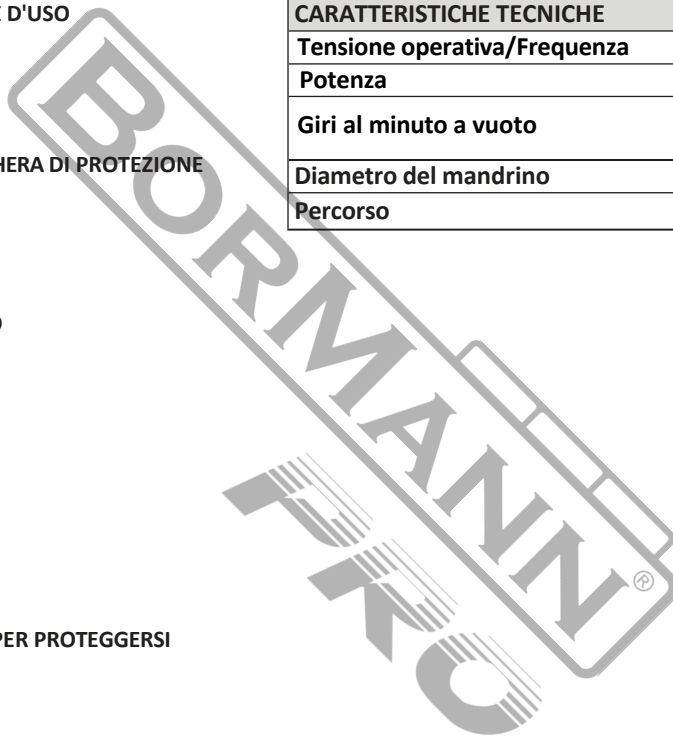 D'USO
HERA DI PROTEZIONE
PER PROTEGGERSI
CARATTERISTICHE TECNICHE
Tensione operativa/Frequenza
Potenza
Giri al minuto a vuoto
Diametro del mandrino
Percorso
BORMANN®
PRO